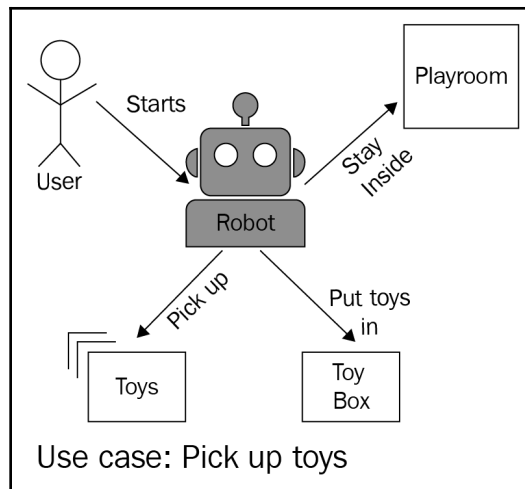 Playroom
Starts
Stay
Inside
User
Robot
Pick up
Put toys
in
Toys
Toy
Box
Use case: Pick up toys